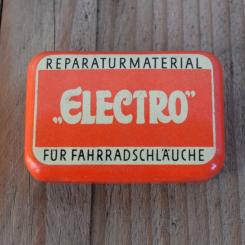 REPARATURMATERIAL
„ELECTRO”
FÜR FAHRRADSCHLÄUCHE